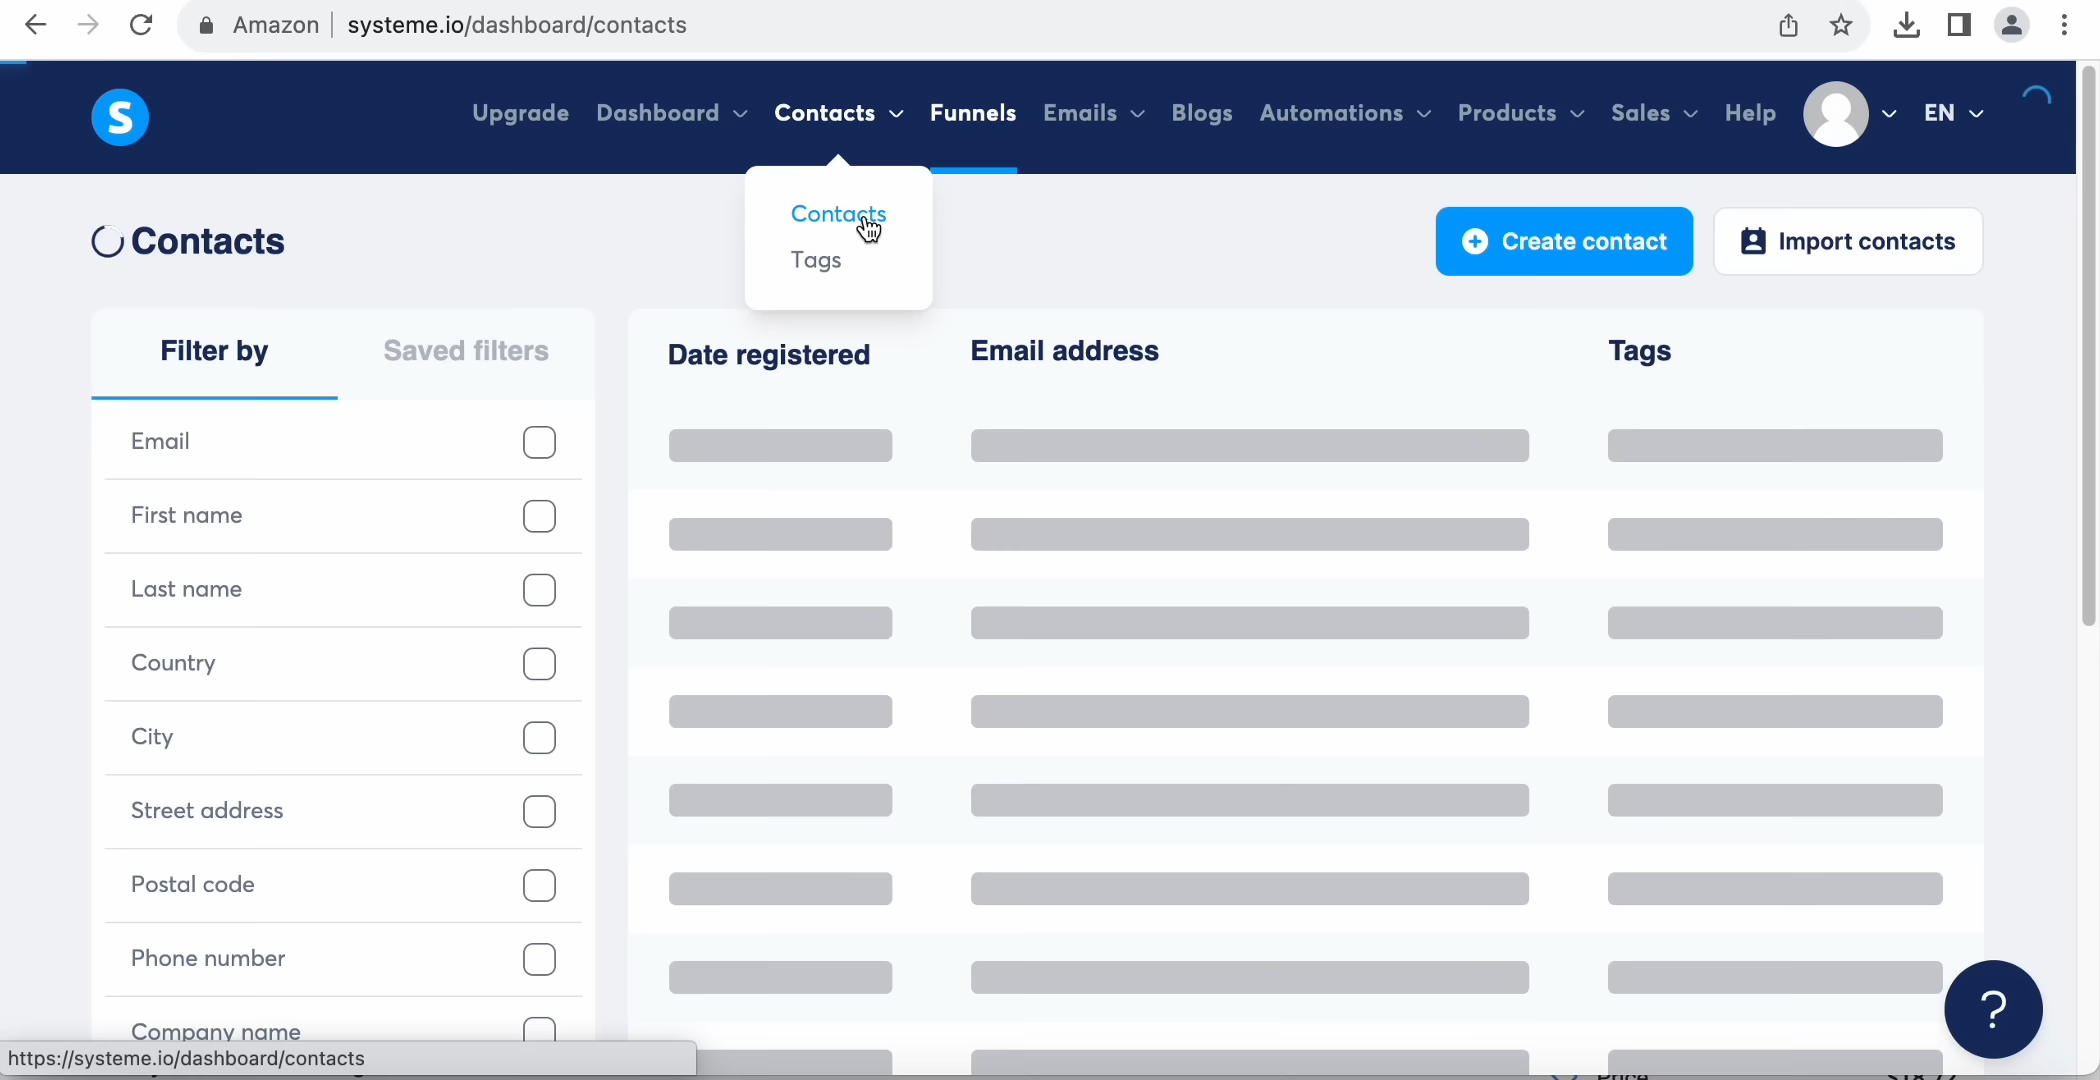 Amazon systeme.io/dashboard/contacts
S Upgrade Dashboard Contacts Funnels Emails Blogs Automations Products Sales Help EN
Contacts
Tags
Contacts
Create contact
Import contacts
Filter by
Saved filters
Date registered
Email address
Tags
Email
First name
Last name
Country
City
Street address
Postal code
Phone number
Company name
?
https://systeme.io/dashboard/contacts
Price